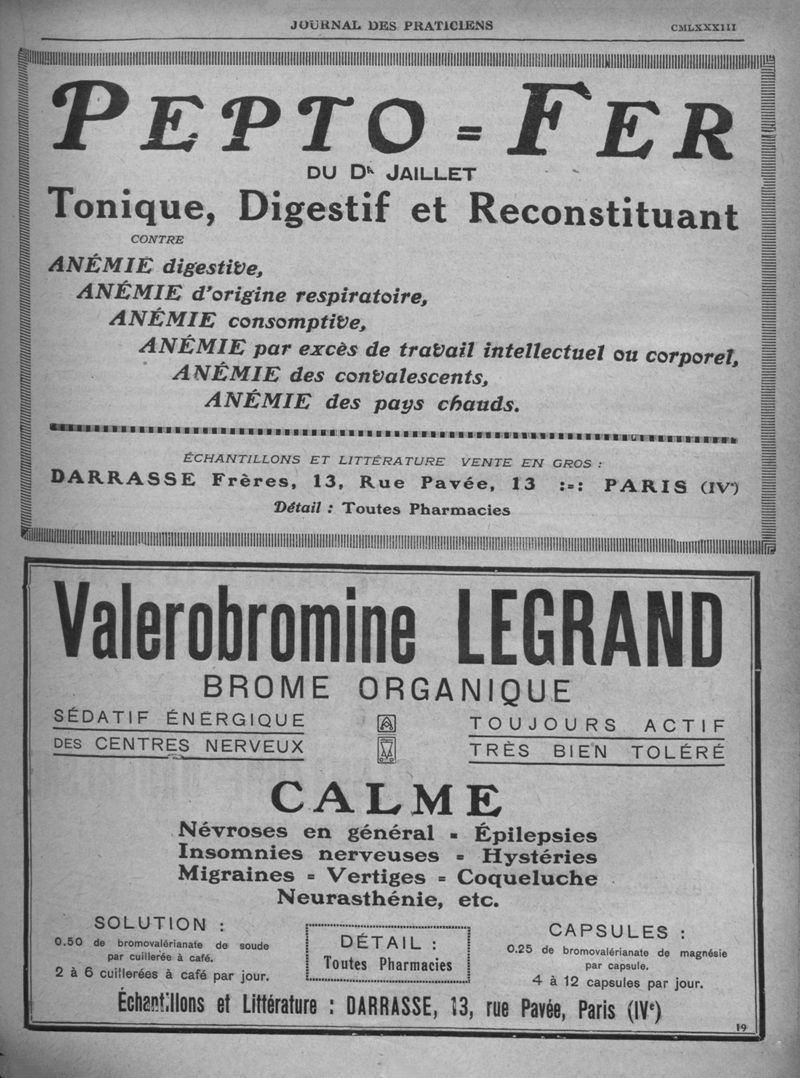 JOURNAL DES PRATICIENS
CMLXXXIII
PEPTO=FER
DU Dr JAILLET
Tonique, Digestif et Reconstituant
CONTRE
ANÉMIE digestive,
ANÉMIE d'origine respiratoire,
ANÉMIE consomptive,
ANÉMIE par excès de travail intellectuel ou corporel,
ANÉMIE des convalescents,
ANÉMIE des pays chauds.
ÉCHANTILLONS ET LITTÉRATURE VENTE EN GROS :
DARRASSE Frères, 13, Rue Pavée, 13 :-: PARIS (IVe)
Détail : Toutes Pharmacies
Valerobromine LEGRAND
BROME ORGANIQUE
SÉDATIF ÉNERGIQUE
DES CENTRES NERVEUX
TOUJOURS ACTIF
TRÈS BIEN TOLÉRÉ
CALME
Névroses en général = Épilepsies
Insomnies nerveuses = Hystéries
Migraines = Vertiges = Coqueluche
Neurasthénie, etc.
SOLUTION :
0.50 de bromovalérianate de soude
par cuillerée à café.
2 à 6 cuillerées à café par jour.
DÉTAIL :
Toutes Pharmacies
CAPSULES :
0.25 de bromovalérianate de magnésie
par capsule.
4 à 12 capsules par jour.
Échantillons et Littérature : DARRASSE, 13, rue Pavée, Paris (IVe)
19